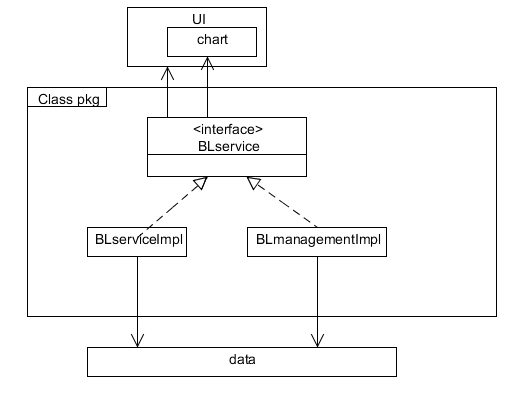 UI
chart
Class pkg
<interface>
BLservice
BLserviceImpl
BLmanagementImpl
data